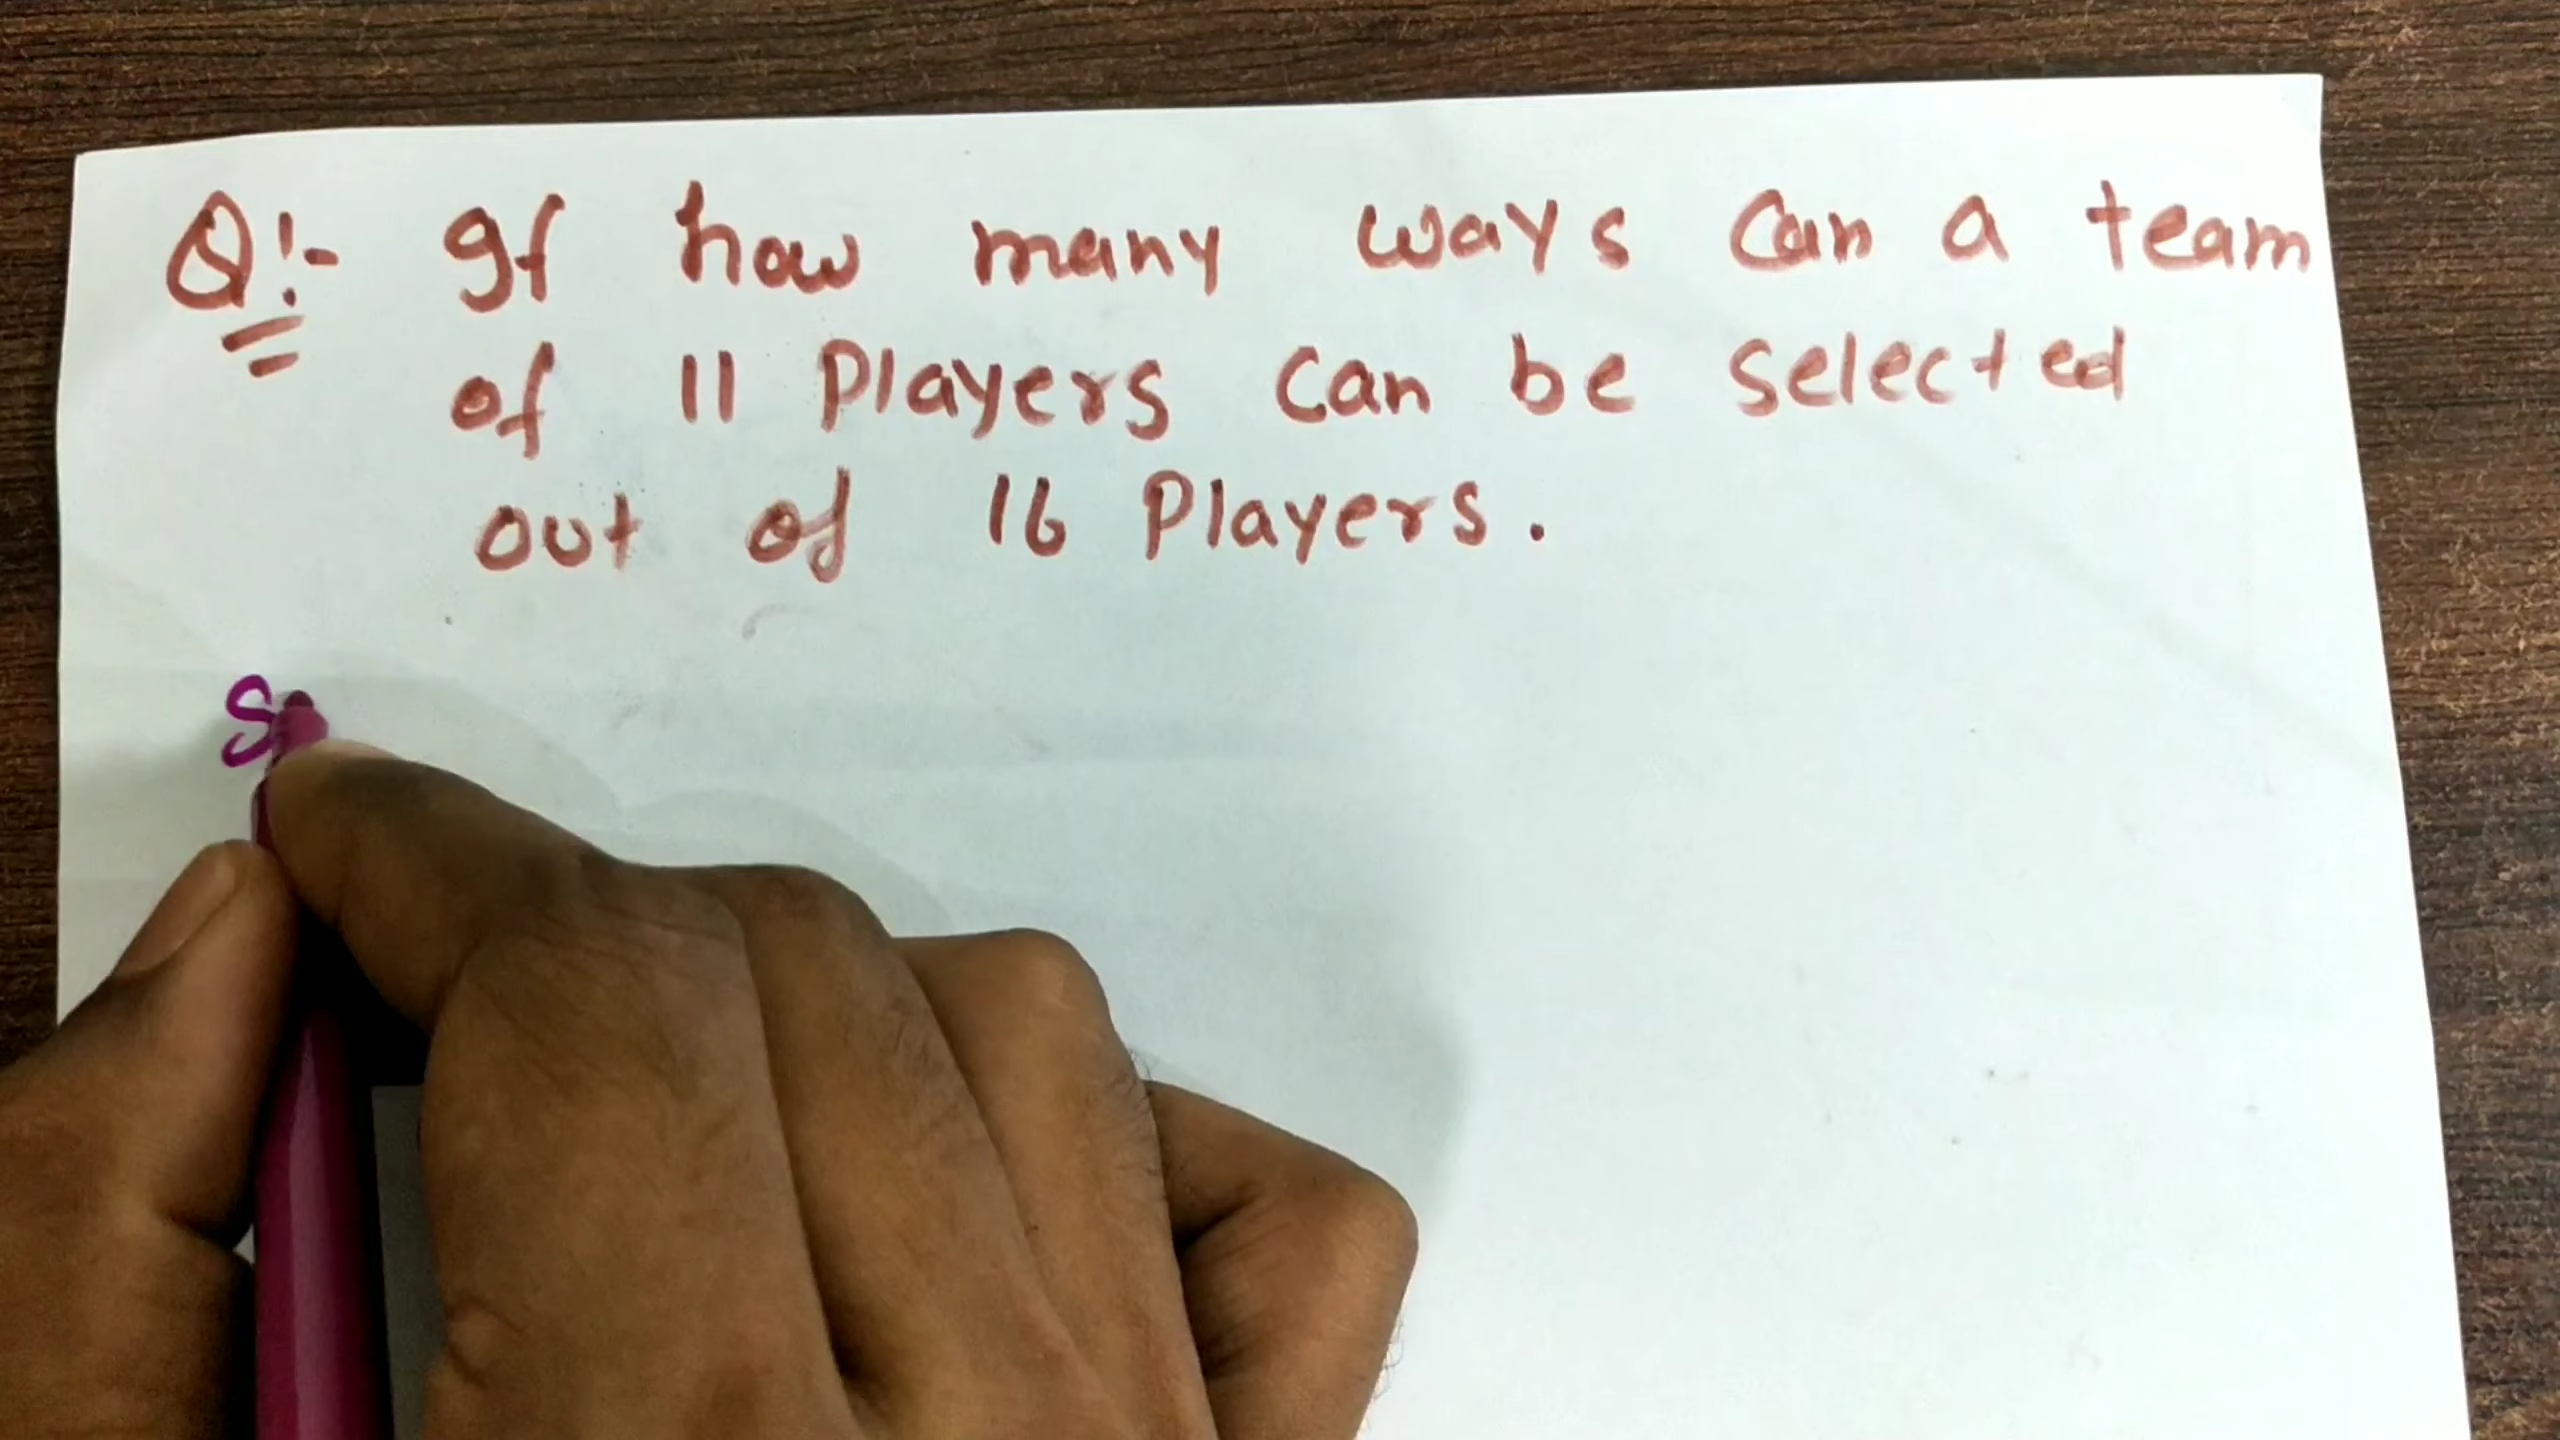 Q:- If how many ways can a team
of 11 Players can be selected
out of 16 Players.
S